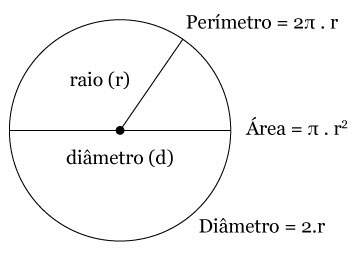 Perímetro = 2π . r
raio (r)
Área = π . r²
diâmetro (d)
Diâmetro = 2.r